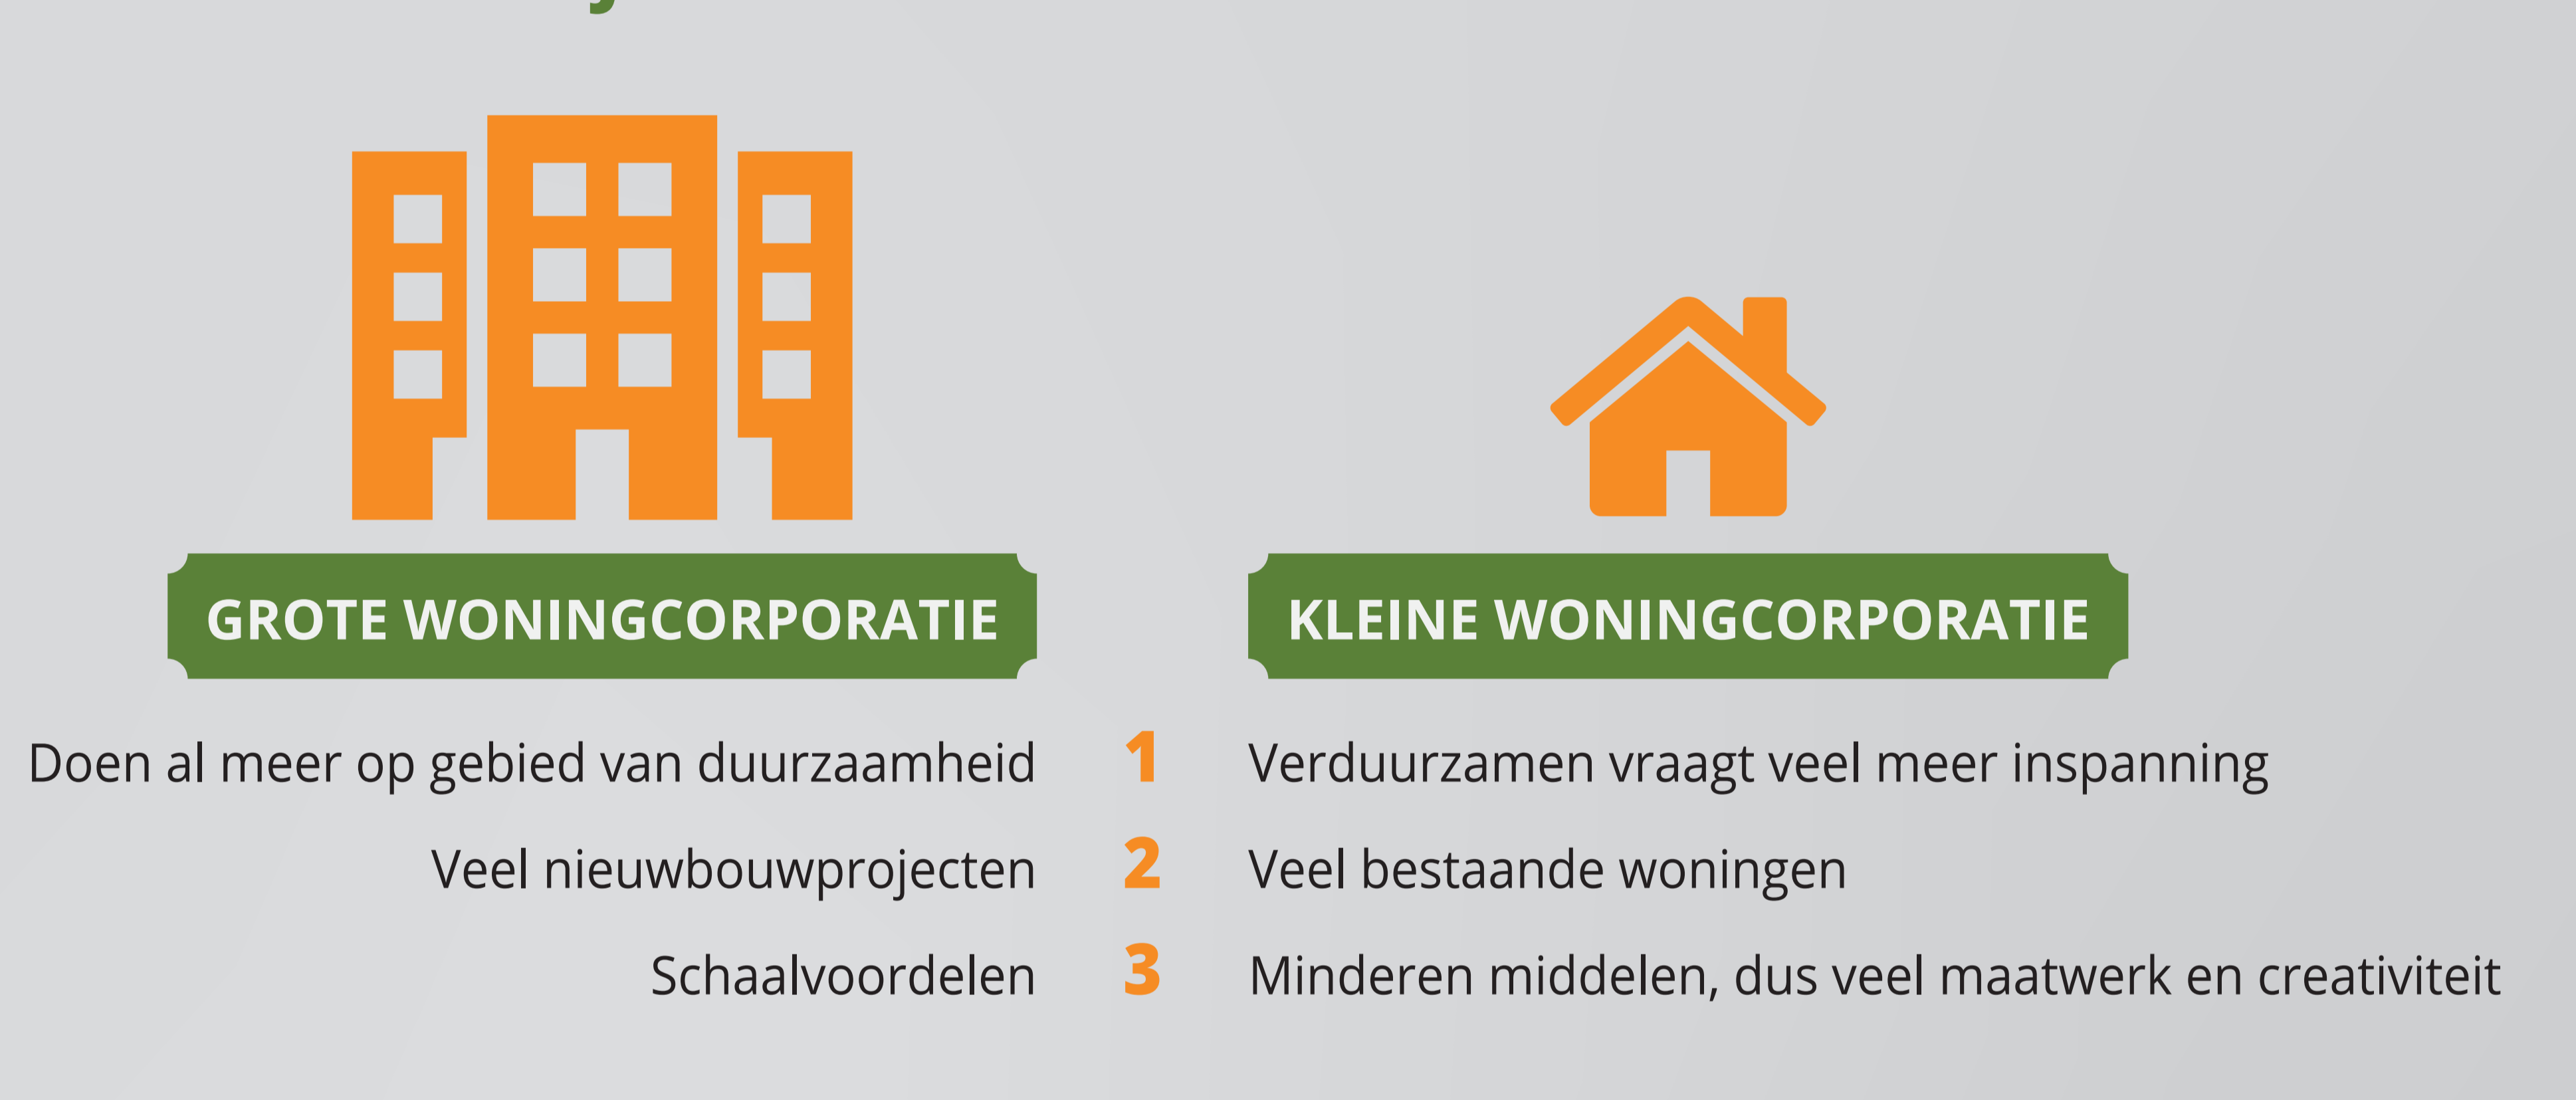 GROTE WONINGCORPORATIE
KLEINE WONINGCORPORATIE
Doen al meer op gebied van duurzaamheid 1 Verduurzamen vraagt veel meer inspanning
Veel nieuwbouwprojecten 2 Veel bestaande woningen
Schaalvoordelen 3 Minderen middelen, dus veel maatwerk en creativiteit